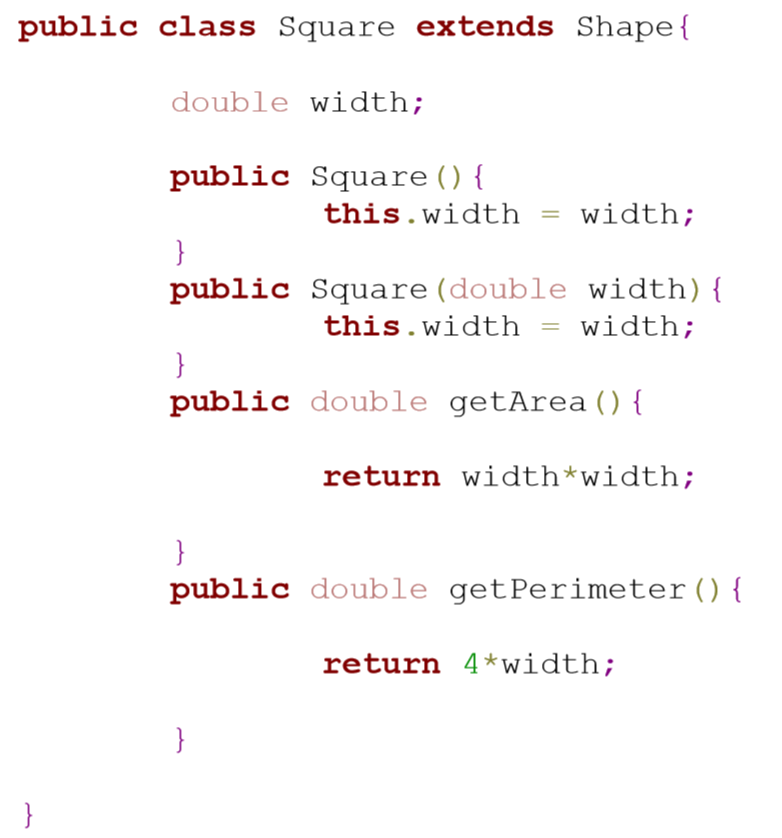 public class Square extends Shape{
double width;
public Square(){
this.width = width;
}
public Square(double width){
this.width = width;
}
public double getArea(){
return width*width;
}
public double getPerimeter(){
return 4*width;
}
}